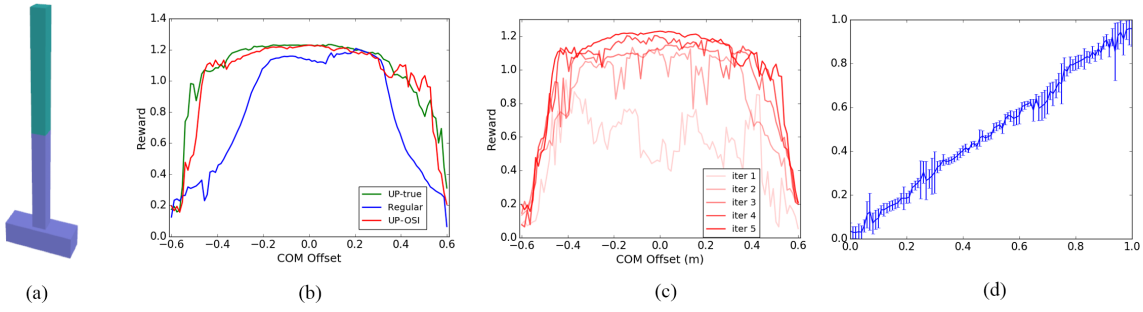 1.4
1.2
1.0
0.8
0.6
0.4
0.2
0.0
Reward
−0.6 −0.4 −0.2 0.0 0.2 0.4 0.6
COM Offset
UP-true
Regular
UP-OSI
1.2
1.0
0.8
0.6
0.4
0.2
0.0
Reward
−0.6 −0.4 −0.2 0.0 0.2 0.4 0.6
COM Offset (m)
iter 1
iter 2
iter 3
iter 4
iter 5
1.0
0.8
0.6
0.4
0.2
0.0
0.0 0.2 0.4 0.6 0.8 1.0
(a) (b) (c) (d)